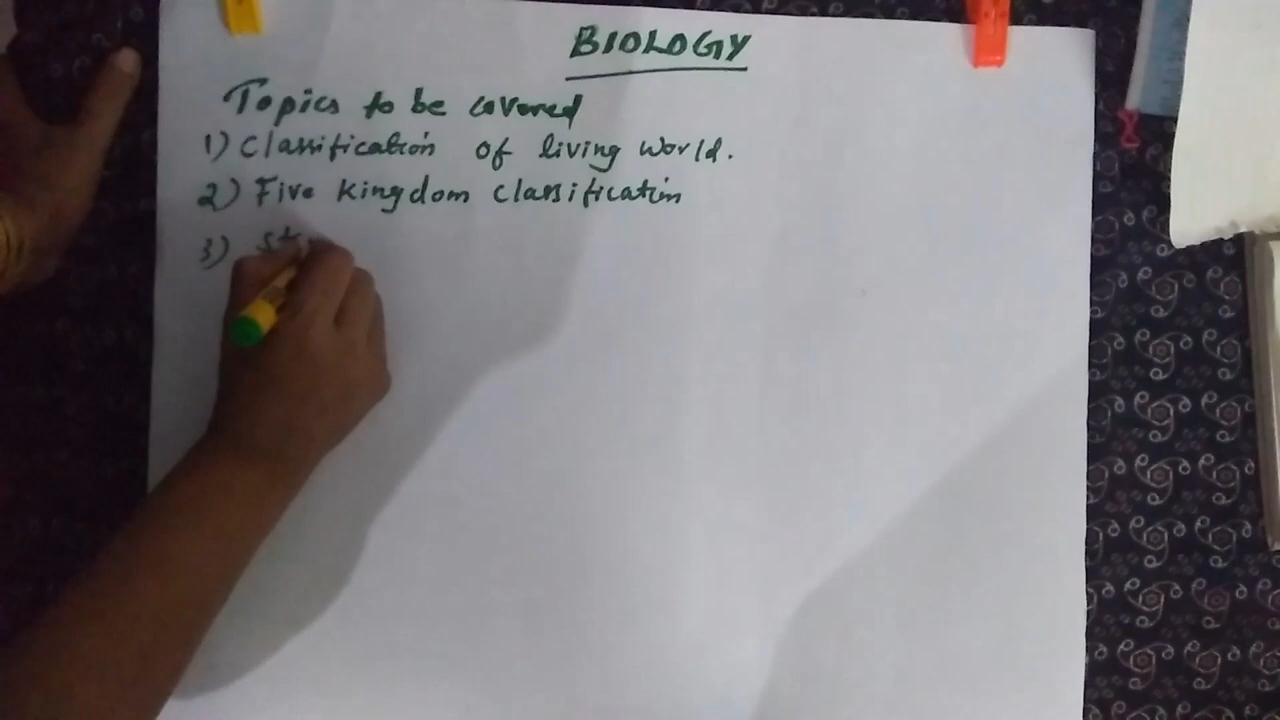 BIOLOGY
Topics to be covered
1) Classification of living world.
2) Five kingdom classification
3)